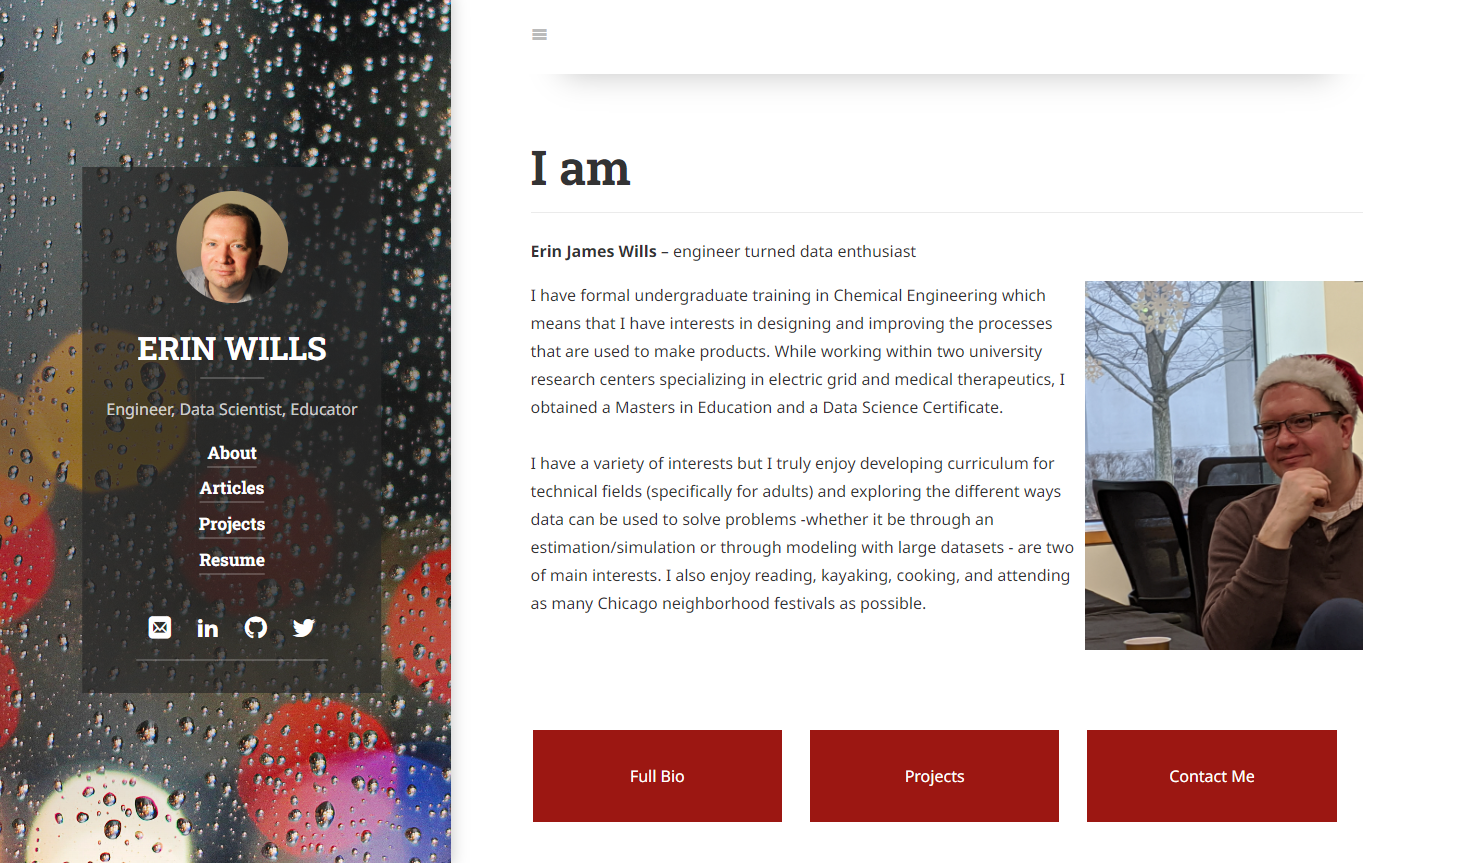 ERIN WILLS
Engineer, Data Scientist, Educator
About
Articles
Projects
Resume
I am
Erin James Wills – engineer turned data enthusiast
I have formal undergraduate training in Chemical Engineering which
means that I have interests in designing and improving the processes
that are used to make products. While working within two university
research centers specializing in electric grid and medical therapeutics, I
obtained a Masters in Education and a Data Science Certificate.
I have a variety of interests but I truly enjoy developing curriculum for
technical fields (specifically for adults) and exploring the different ways
data can be used to solve problems -whether it be through an
estimation/simulation or through modeling with large datasets - are two
of main interests. I also enjoy reading, kayaking, cooking, and attending
as many Chicago neighborhood festivals as possible.
Full Bio
Projects
Contact Me